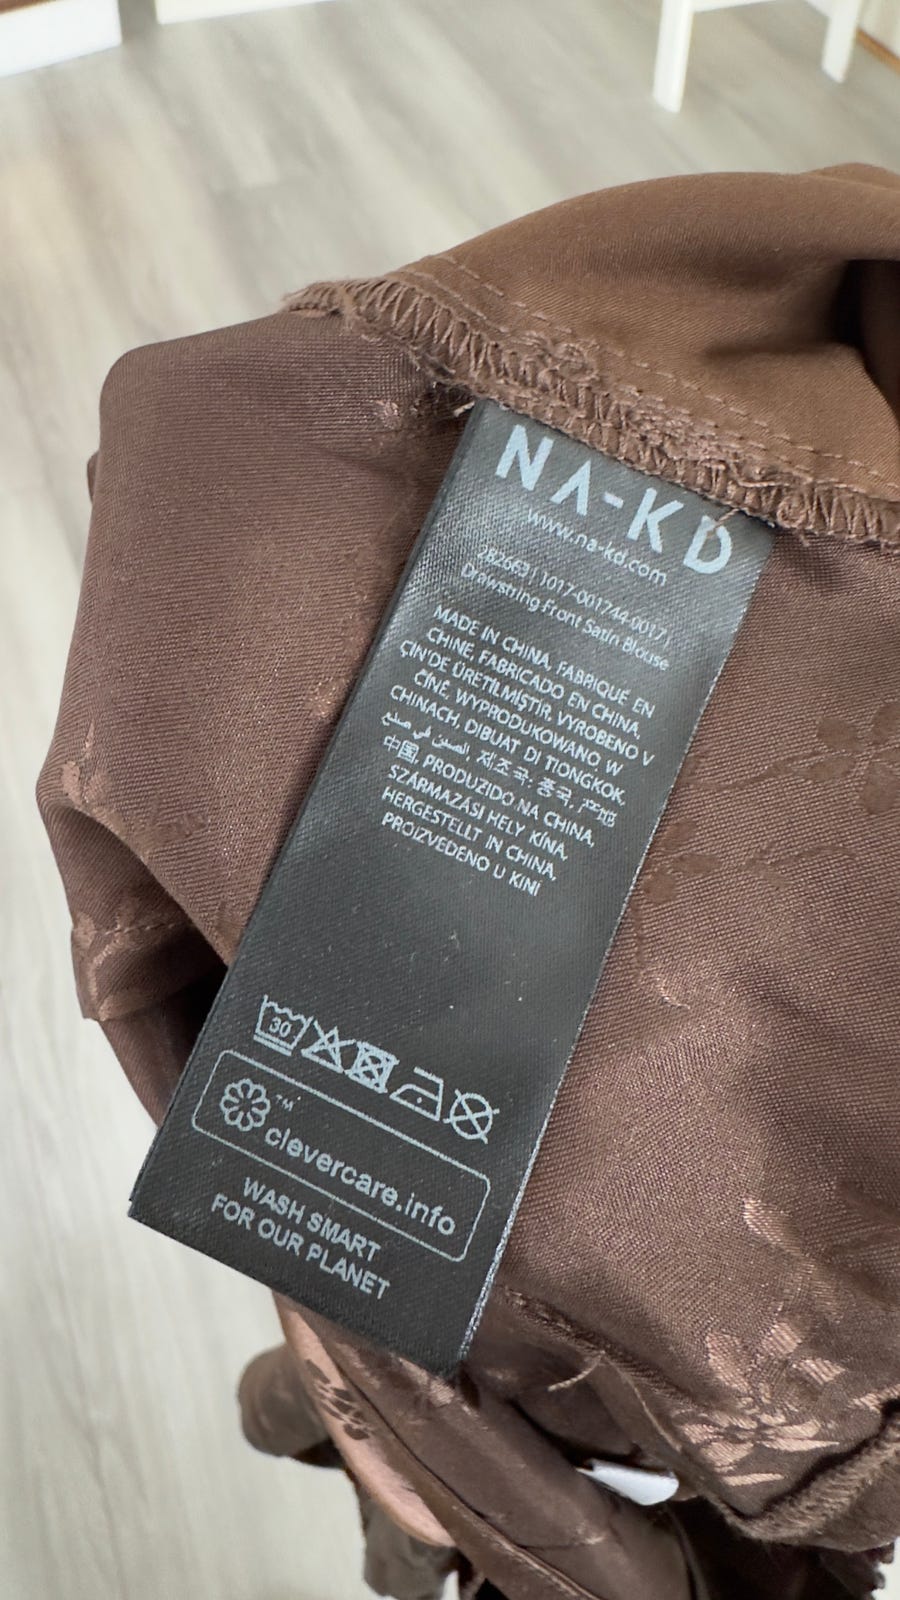 NA-KD
www.na-kd.com
282663 | 1017-001744-0017 |
Drawstring Front Satin Blouse
MADE IN CHINA, FABRIQUÉ EN
CHINE, FABRICADO EN CHINA,
ÇIN'DE ÜRETILMIŞTIR, VYROBENO V
ČÍNĚ, WYPRODUKOWANO W
CHINACH, DIBUAT DI TIONGKOK,
صنع في الصين, 제조국: 중국, 产地
中国, PRODUZIDO NA CHINA,
SZÁRMAZÁSI HELY KÍNA,
HERGESTELLT IN CHINA,
PROIZVEDENO U KINI
30
™
clevercare.info
WASH SMART
FOR OUR PLANET